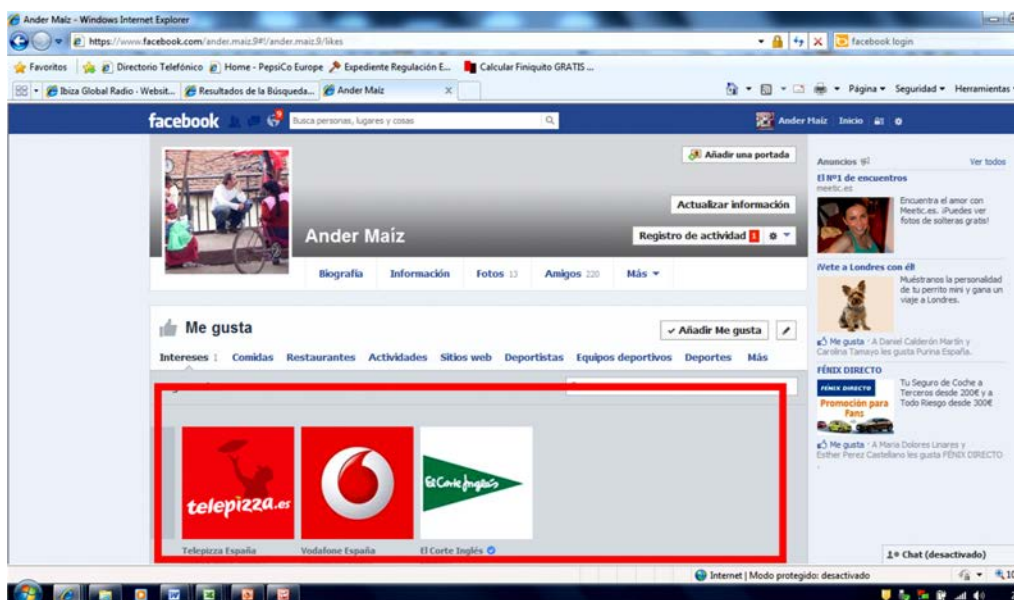 Ander Maiz - Windows Internet Explorer
https://www.facebook.com/ander.maiz.9#!/ander.maiz.9/likes
facebook login
Favoritos
Directorio Telefónico
Home - PepsiCo Europe
Expediente Regulación E...
Calcular Finiquito GRATIS ...
Ibiza Global Radio - Websit...
Resultados de la Búsqueda...
Ander Maíz
X
Página
Seguridad
Herramientas
facebook
Busca personas, lugares y cosas
Ander Maíz
Inicio
Añadir una portada
Actualizar información
Ander Maíz
Registro de actividad 1
Biografía
Información
Fotos 13
Amigos 220
Más
Me gusta
Añadir Me gusta
Intereses 1
Comidas
Restaurantes
Actividades
Sitios web
Deportistas
Equipos deportivos
Deportes
Más
telepizza.es
El Corte Inglés
Telepizza España
Vodafone España
El Corte Inglés
Anuncios
Ver todos
El Nº1 de encuentros
meetic.es
Encuentra el amor con
Meetic.es. ¡Puedes ver
fotos de solteras gratis!
¡Vete a Londres con él!
Muéstranos la personalidad
de tu perrito mini y gana un
viaje a Londres.
Me gusta · A Daniel Calderón Martín y
Carolina Tamayo les gusta Purina España.
FÉNIX DIRECTO
FÉNIX DIRECTO
Promoción para
Fans
Tu Seguro de Coche a
Terceros desde 200€ y a
Todo Riesgo desde 300€
Me gusta · A Maria Dolores Linares y
Esther Perez Castellano les gusta FÉNIX DIRECTO
.
Chat (desactivado)
Internet | Modo protegido: desactivado